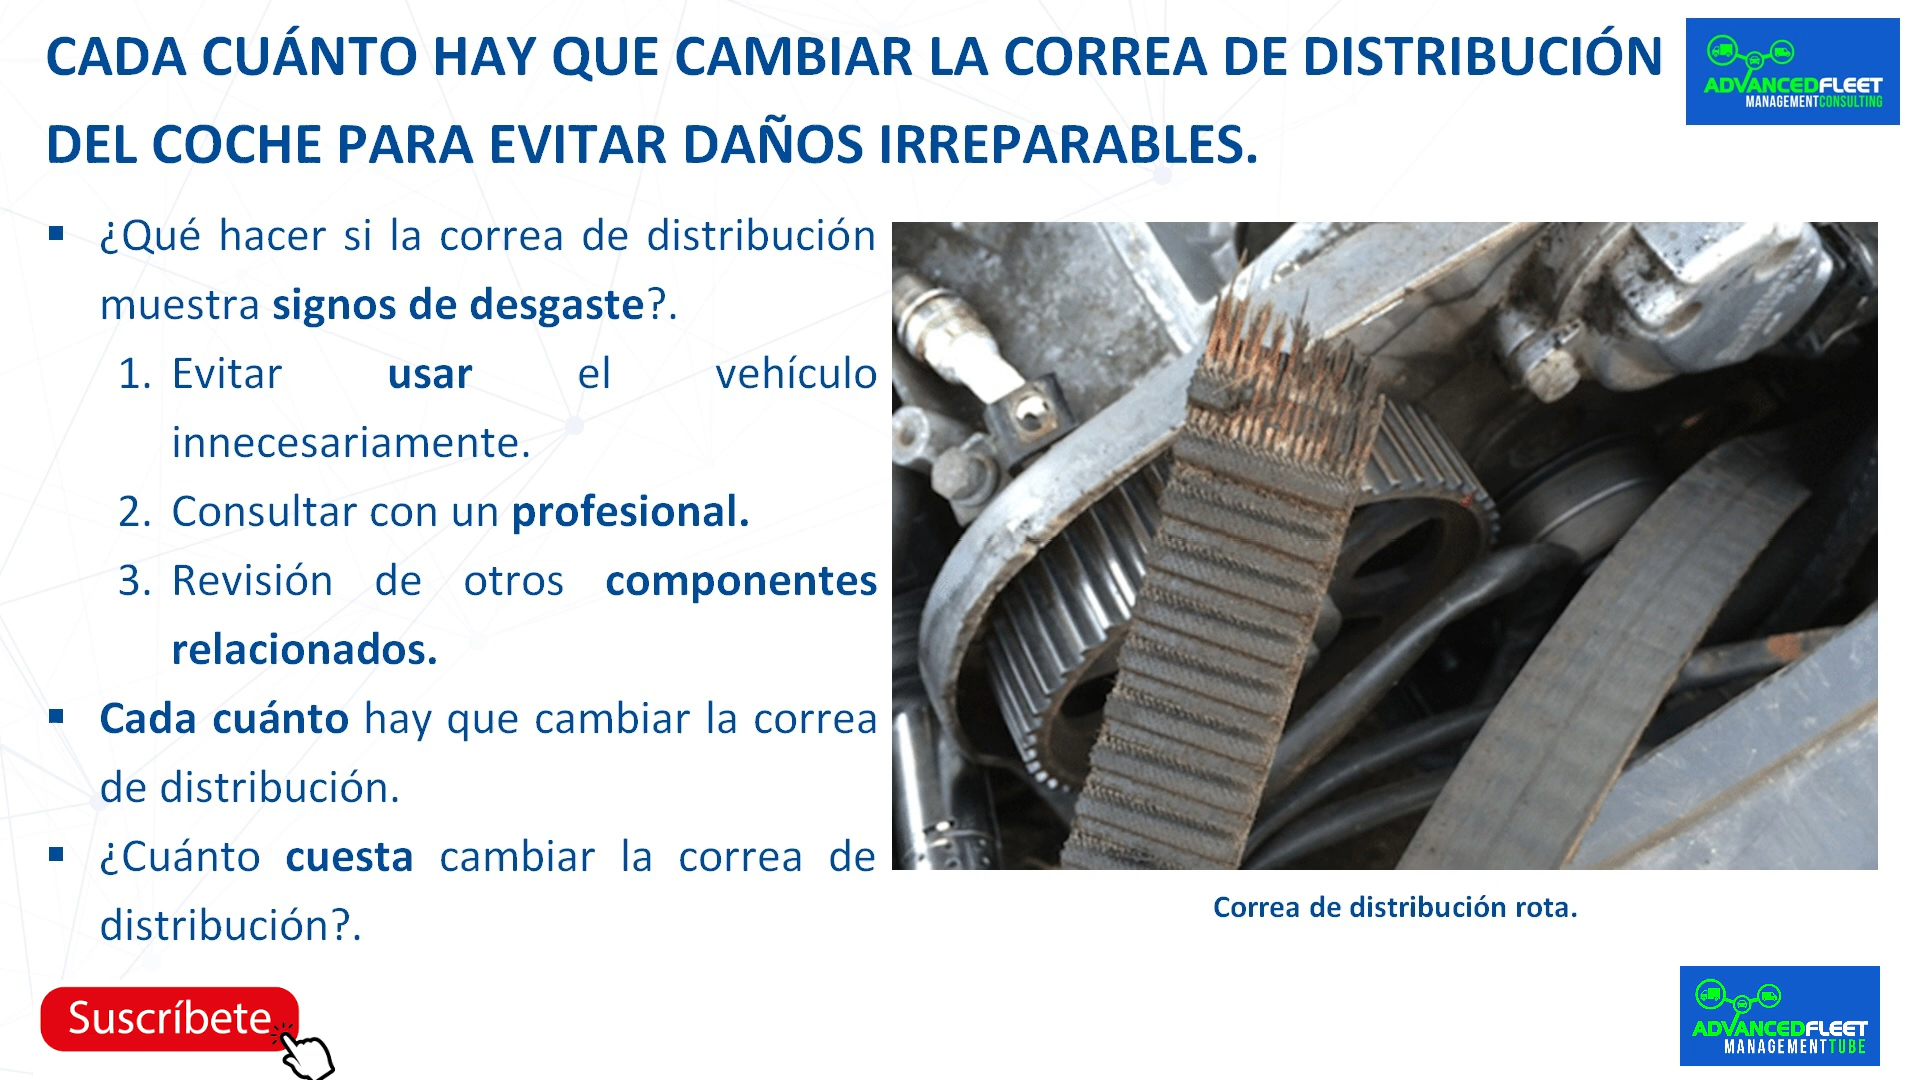 CADA CUÁNTO HAY QUE CAMBIAR LA CORREA DE DISTRIBUCIÓN
DEL COCHE PARA EVITAR DAÑOS IRREPARABLES.
ADVANCEDFLEET
MANAGEMENTCONSULTING
▪ ¿Qué hacer si la correa de distribución
muestra signos de desgaste?.
1. Evitar usar el vehículo
innecesariamente.
2. Consultar con un profesional.
3. Revisión de otros componentes
relacionados.
▪ Cada cuánto hay que cambiar la correa
de distribución.
▪ ¿Cuánto cuesta cambiar la correa de
distribución?.
Correa de distribución rota.
Suscríbete
ADVANCEDFLEET
MANAGEMENTTUBE